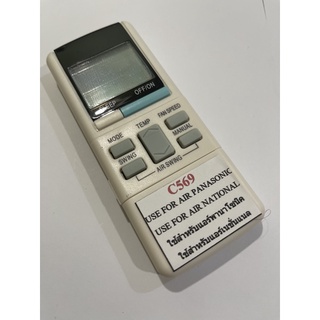 SLEEP
OFF/ON
MODE
TEMP
FAN SPEED
SWING
MANUAL
AIR SWING
C569
USE FOR AIR PANASONIC
USE FOR AIR NATIONAL
ใช้สำหรับแอร์พานาโซนิค
ใช้สำหรับแอร์เนชั่นแนล